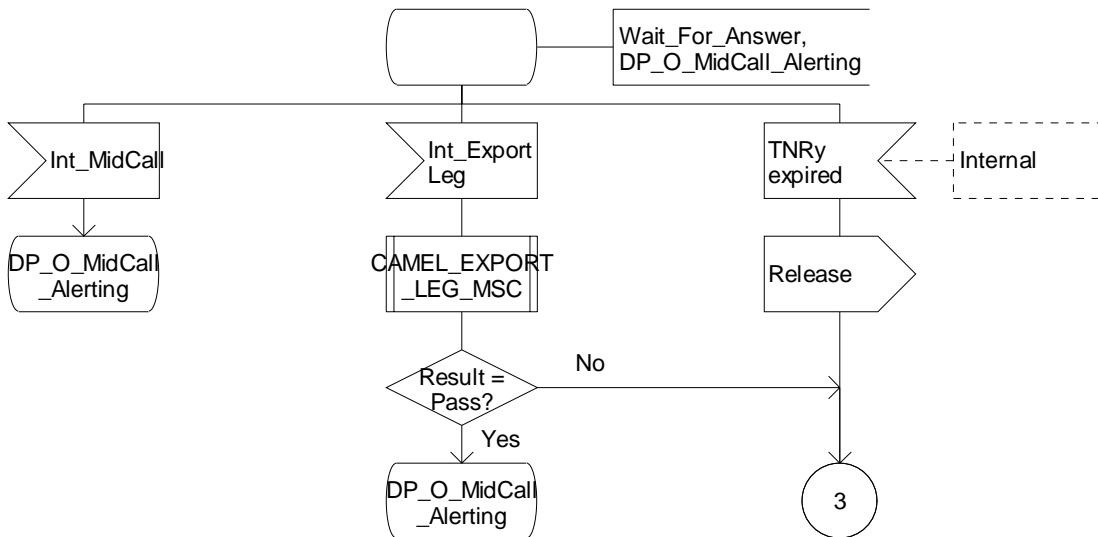 Wait_For_Answer,
DP_O_MidCall_Alerting
Int_MidCall
Int_Export
Leg
TNRy
expired
Internal
DP_O_MidCall
_Alerting
CAMEL_EXPORT
_LEG_MSC
Release
Result =
Pass?
No
Yes
DP_O_MidCall
_Alerting
3